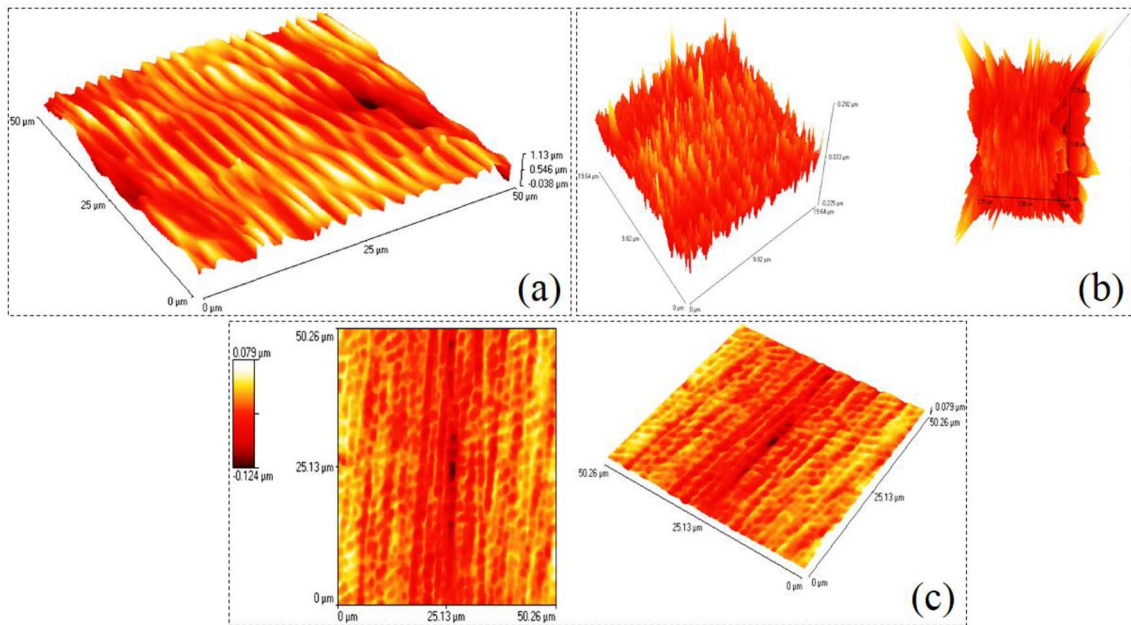 (a)
50 µm
25 µm
0 µm
0 µm
25 µm
50 µm
1.13 µm
0.546 µm
-0.038 µm
(b)
19.64 µm
9.82 µm
0 µm
0 µm
9.82 µm
19.64 µm
0.292 µm
0.033 µm
-0.225 µm
(c)
0.079 µm
-0.124 µm
50.26 µm
25.13 µm
0 µm
0 µm
25.13 µm
50.26 µm
50.26 µm
25.13 µm
0 µm
0 µm
25.13 µm
50.26 µm
0.079 µm